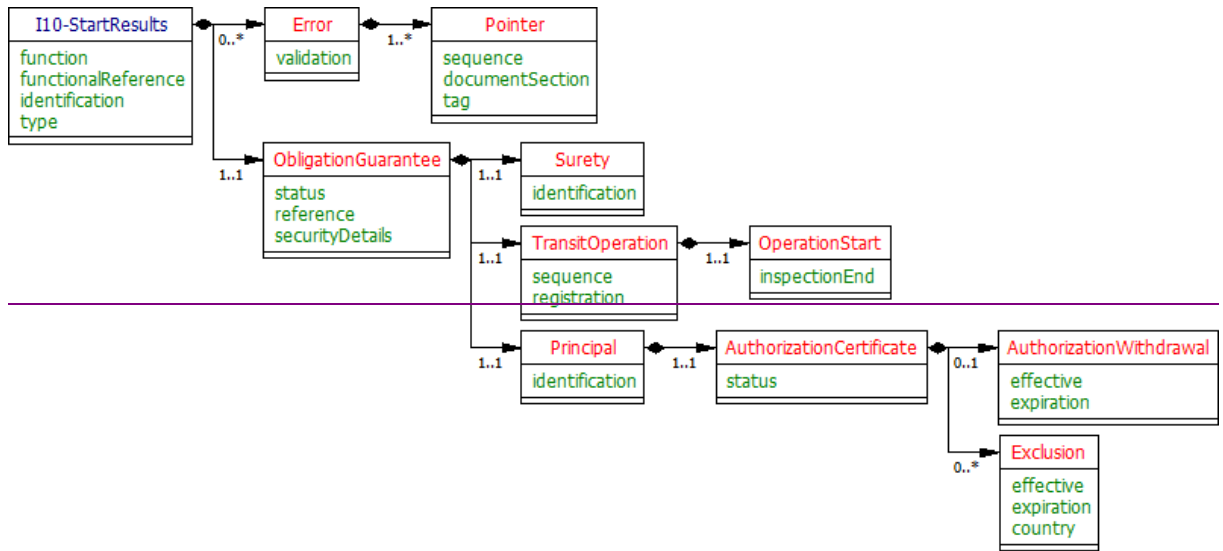 I10-StartResults
function
functionalReference
identification
type
0..*
Error
validation
1..*
Pointer
sequence
documentSection
tag
1..1
ObligationGuarantee
status
reference
securityDetails
1..1
Surety
identification
1..1
TransitOperation
sequence
registration
1..1
OperationStart
inspectionEnd
1..1
Principal
identification
1..1
AuthorizationCertificate
status
0..1
AuthorizationWithdrawal
effective
expiration
0..*
Exclusion
effective
expiration
country